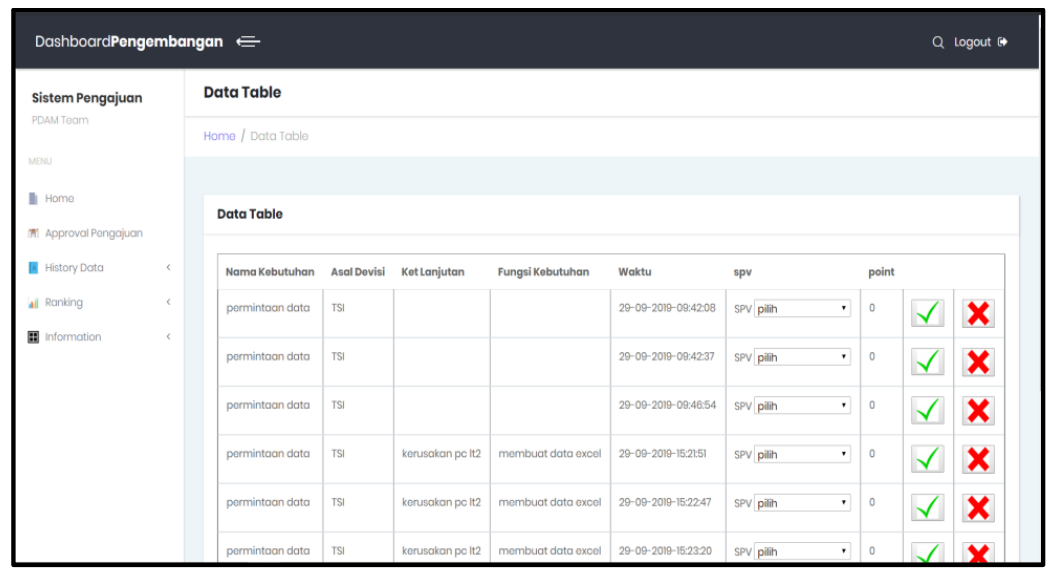 DashboardPengembangan Logout
Sistem Pengajuan
PDAM Team
MENU
Home
Approval Pengajuan
History Data
Ranking
Information
Data Table
Home / Data Table
Data Table
Nama Kebutuhan Asal Devisi Ket Lanjutan Fungsi Kebutuhan Waktu spv point
permintaan data TSI 29-09-2019-09:42:08 SPV pilih 0
permintaan data TSI 29-09-2019-09:42:37 SPV pilih 0
permintaan data TSI 29-09-2019-09:46:54 SPV pilih 0
permintaan data TSI kerusakan pc lt2 membuat data excel 29-09-2019-15:21:51 SPV pilih 0
permintaan data TSI kerusakan pc lt2 membuat data excel 29-09-2019-15:22:47 SPV pilih 0
permintaan data TSI kerusakan pc lt2 membuat data excel 29-09-2019-15:23:20 SPV pilih 0